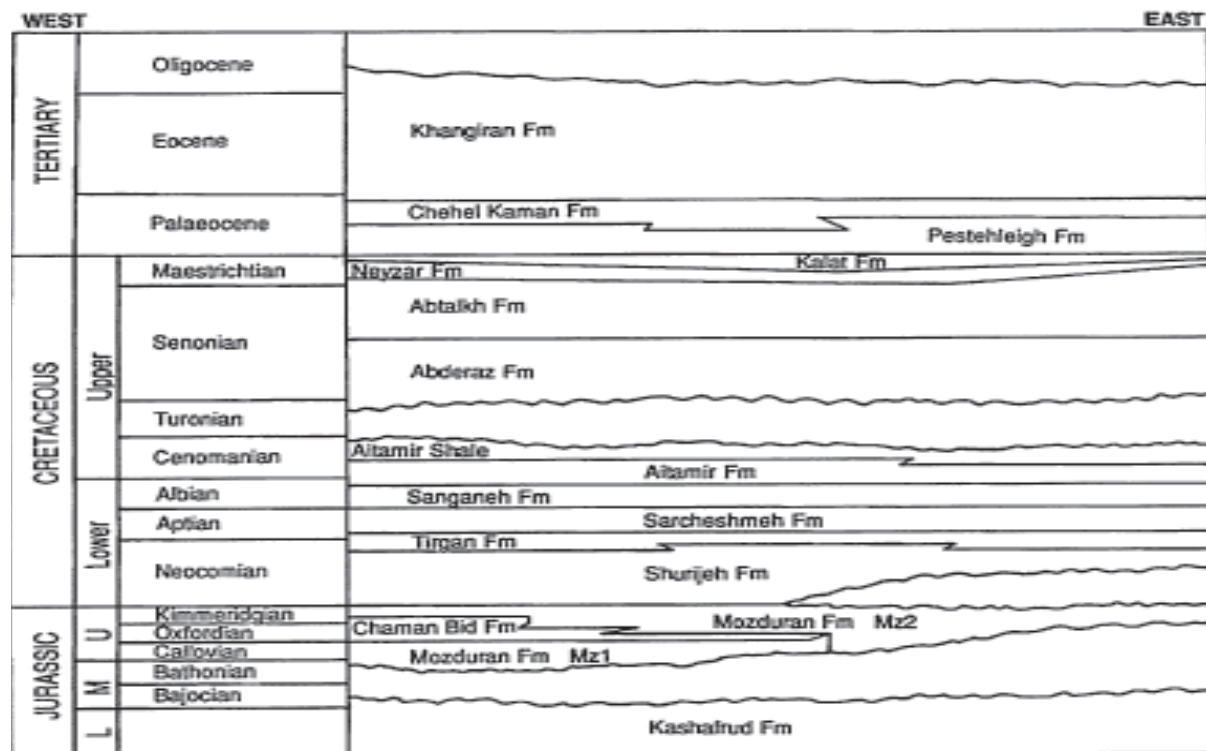 WEST EAST
TERTIARY
Oligocene
Eocene
Khangiran Fm
Palaeocene
Chehel Kaman Fm
Pestehleigh Fm
CRETACEOUS
Upper
Maestrichtian
Neyzar Fm
Kalat Fm
Senonian
Abtalkh Fm
Abderaz Fm
Turonian
Cenomanian
Aitamir Shale
Aitamir Fm
Lower
Albian
Sanganeh Fm
Aptian
Sarcheshmeh Fm
Tirgan Fm
Neocomian
Shurijeh Fm
JURASSIC
U
Kimmeridgian
Oxfordian
Callovian
Chaman Bid Fm
Mozduran Fm Mz2
Mozduran Fm Mz1
M
Bathonian
Bajocian
L
Kashafrud Fm